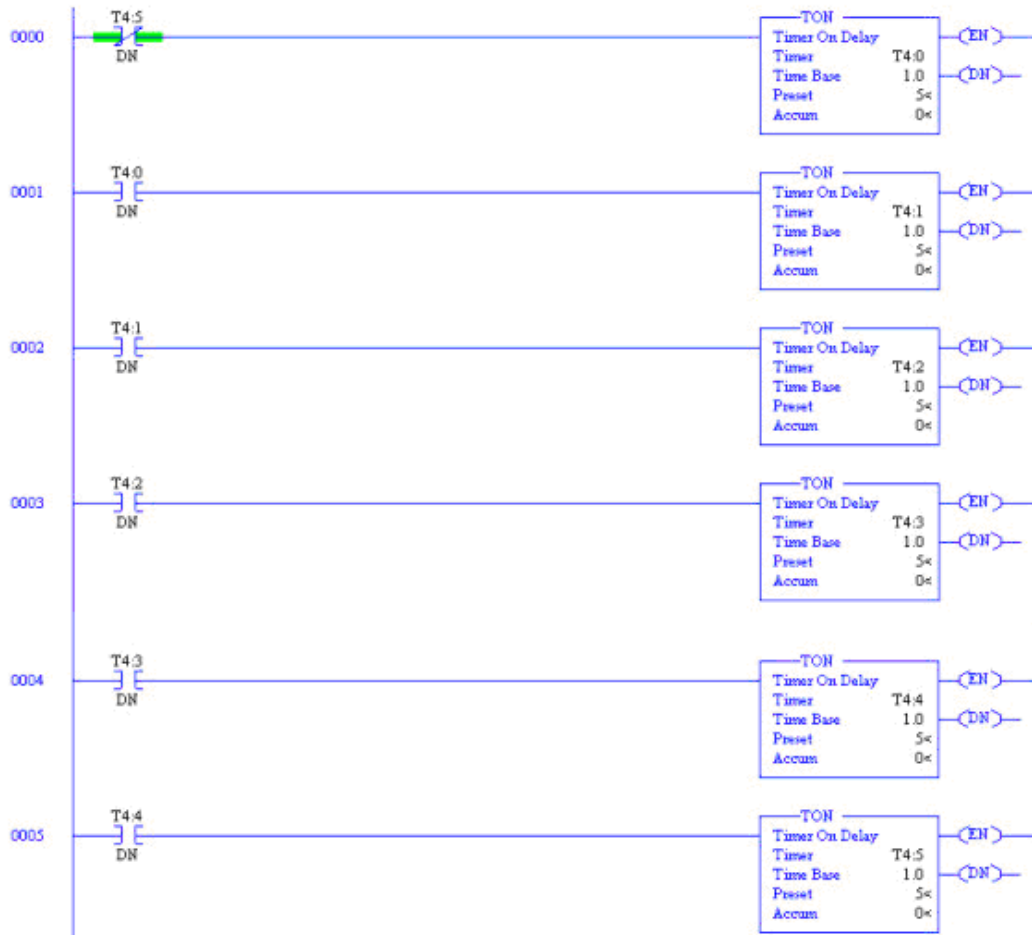 T4:5
TON
0000
EN
Timer On Delay
DN
Timer T4:0
Time Base 1.0
DN
Preset 5<
Accum 0<
T4:0
TON
0001
EN
Timer On Delay
DN
Timer T4:1
Time Base 1.0
DN
Preset 5<
Accum 0<
T4:1
TON
0002
EN
Timer On Delay
DN
Timer T4:2
Time Base 1.0
DN
Preset 5<
Accum 0<
T4:2
TON
0003
EN
Timer On Delay
DN
Timer T4:3
Time Base 1.0
DN
Preset 5<
Accum 0<
T4:3
TON
0004
EN
Timer On Delay
DN
Timer T4:4
Time Base 1.0
DN
Preset 5<
Accum 0<
T4:4
TON
0005
EN
Timer On Delay
DN
Timer T4:5
Time Base 1.0
DN
Preset 5<
Accum 0<